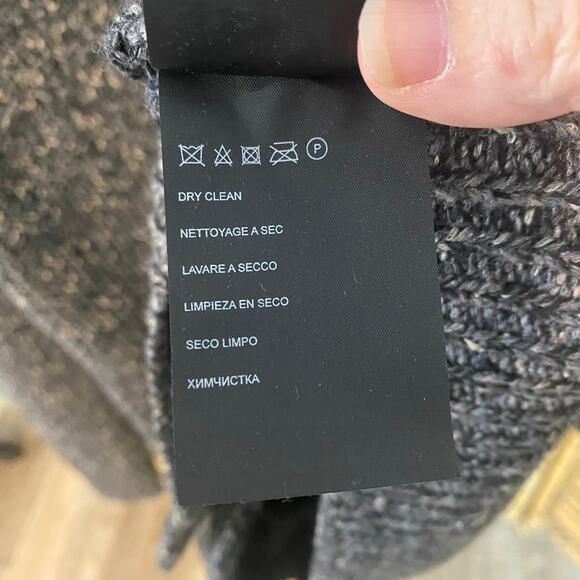 P
DRY CLEAN
NETTOYAGE A SEC
LAVARE A SECCO
LIMPIEZA EN SECO
SECO LIMPO
ХИМЧИСТКА